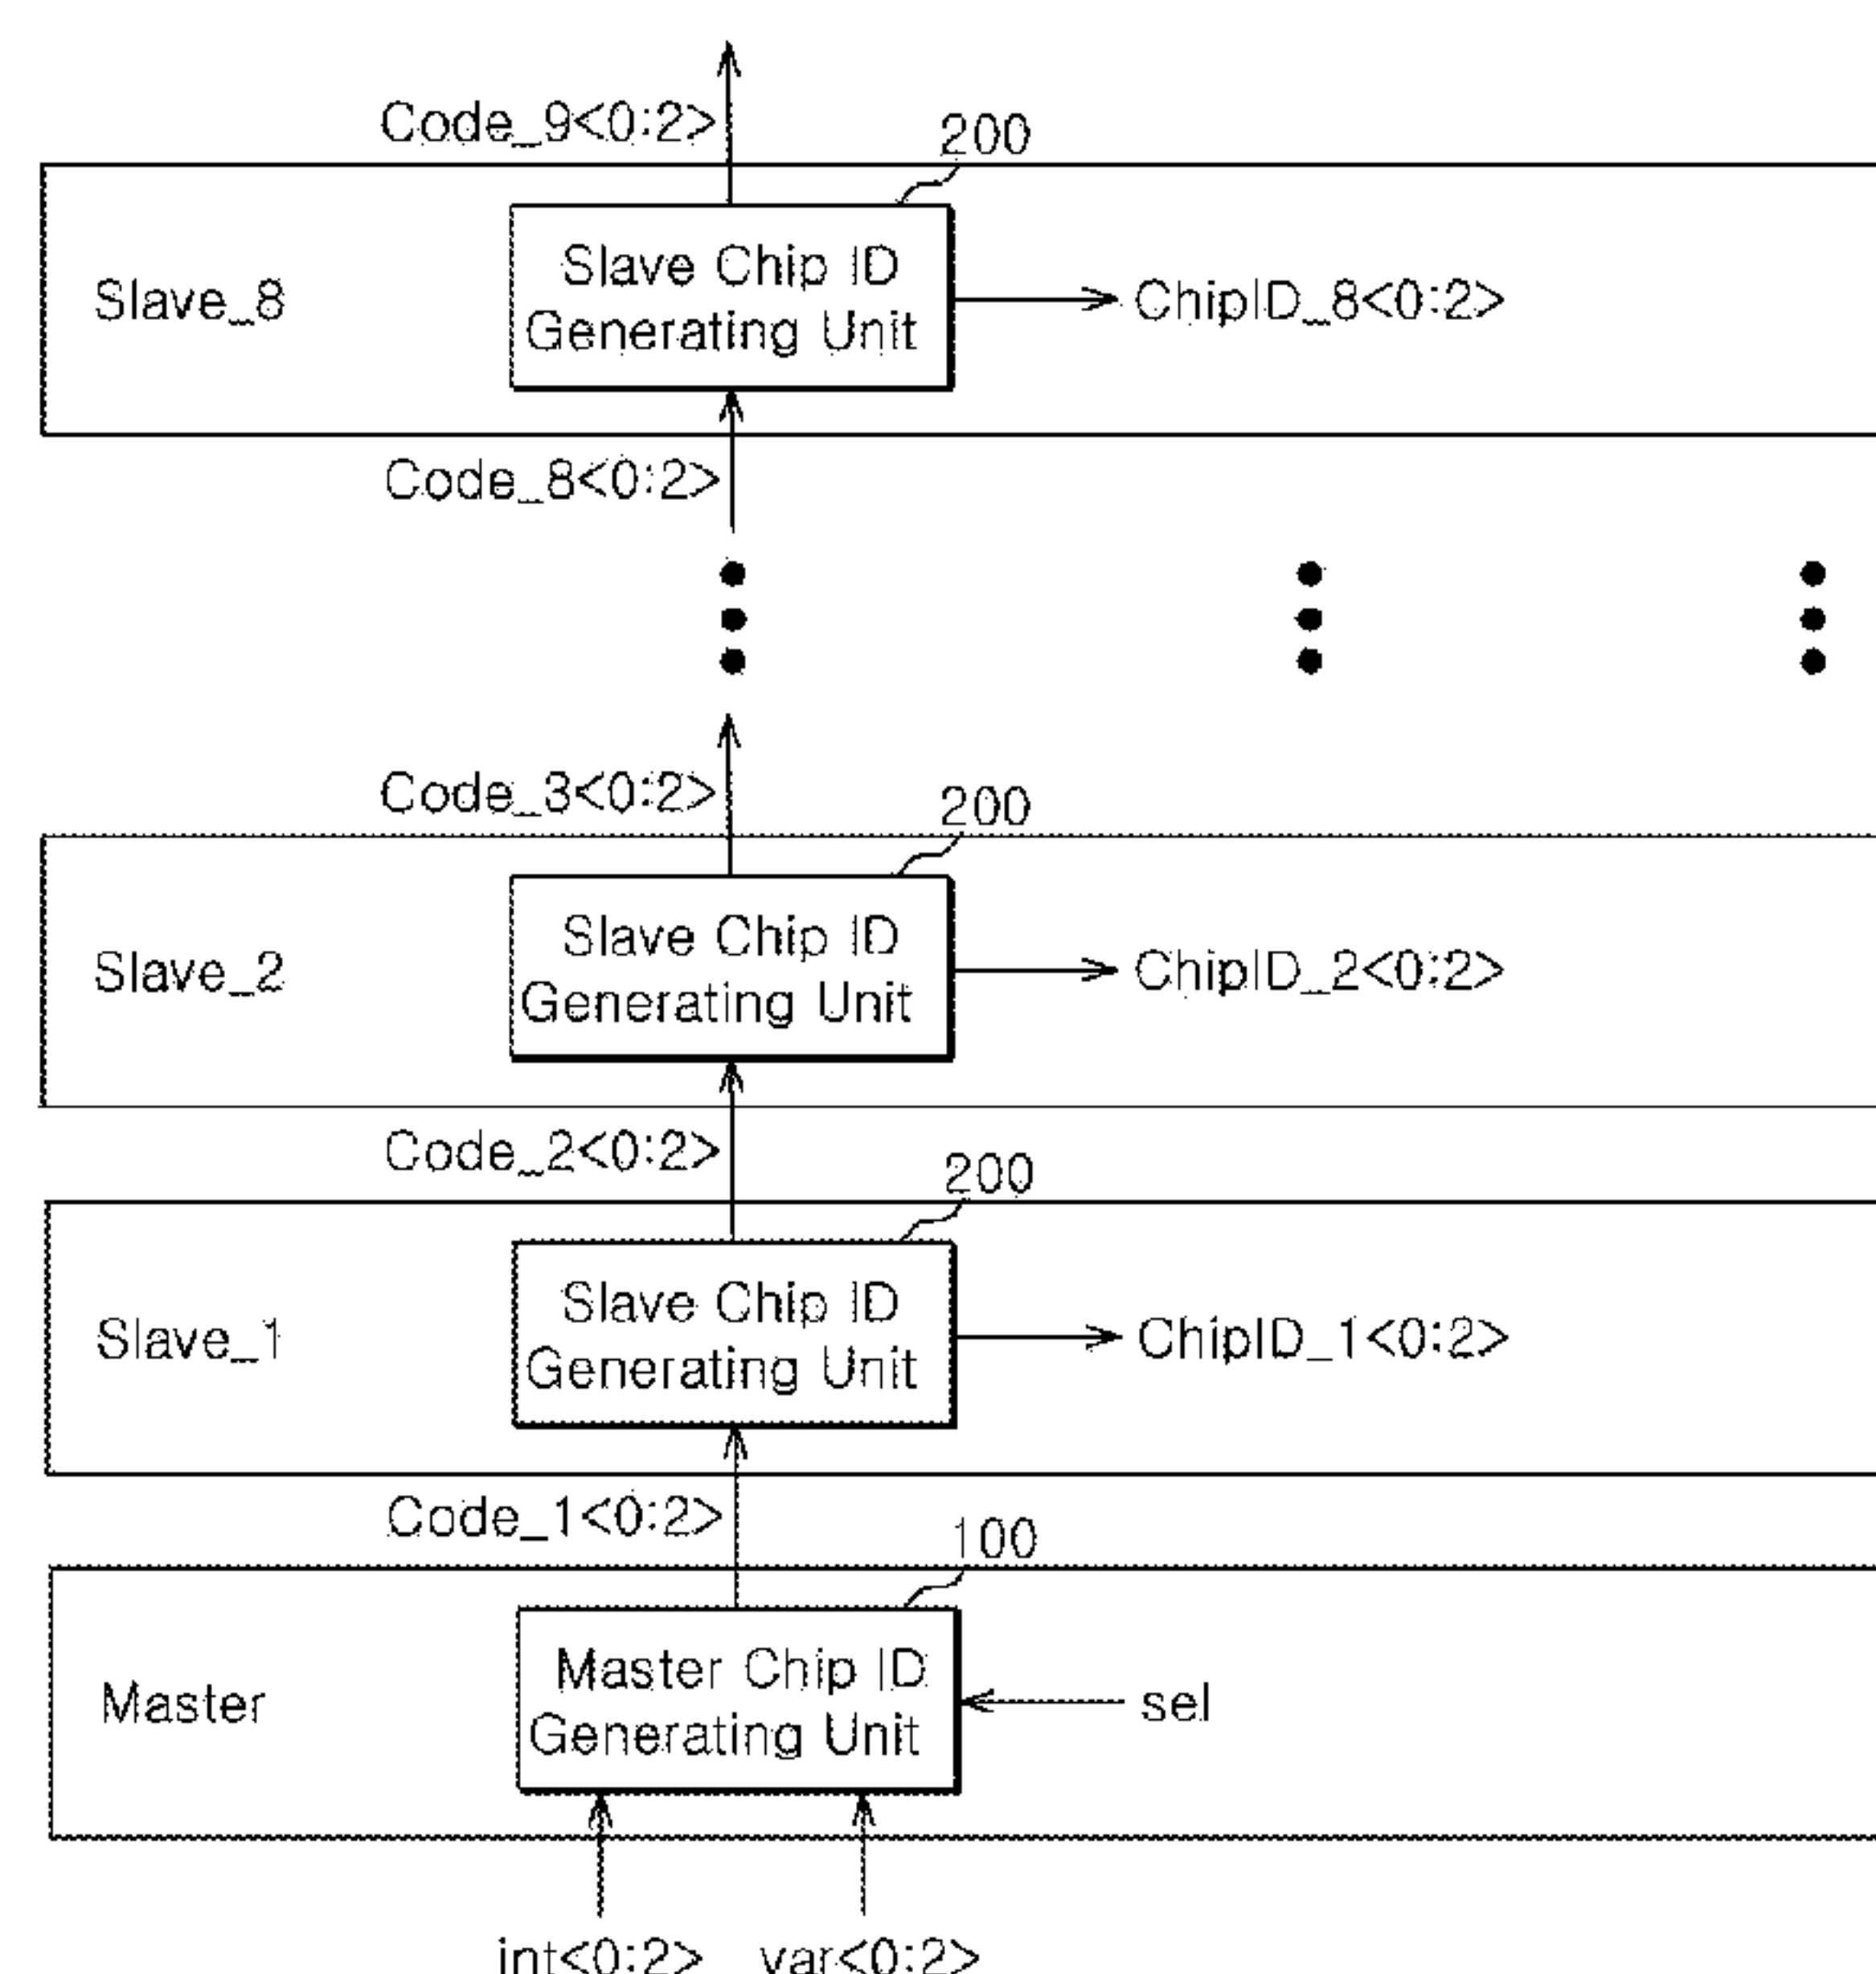 Code_9<0:2>
200
Slave_8
Slave Chip ID
Generating Unit
ChipID_8<0:2>
Code_8<0:2>
Code_3<0:2>
200
Slave_2
Slave Chip ID
Generating Unit
ChipID_2<0:2>
Code_2<0:2>
200
Slave_1
Slave Chip ID
Generating Unit
ChipID_1<0:2>
Code_1<0:2>
100
Master
Master Chip ID
Generating Unit
sel
int<0:2> var<0:2>